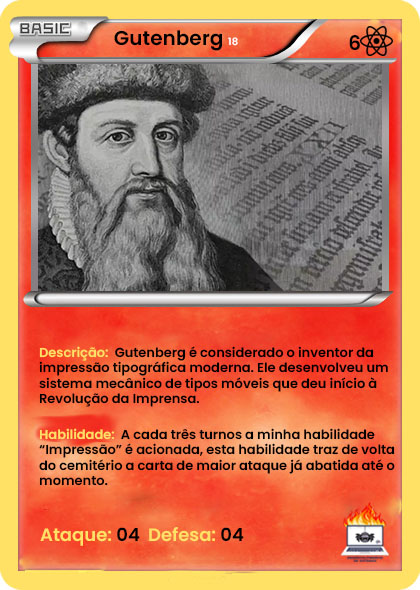 BASIC
Gutenberg 18
6
Descrição: Gutenberg é considerado o inventor da
impressão tipográfica moderna. Ele desenvolveu um
sistema mecânico de tipos móveis que deu início à
Revolução da Imprensa.
Habilidade: A cada três turnos a minha habilidade
“Impressão” é acionada, esta habilidade traz de volta
do cemitério a carta de maior ataque já abatida até o
momento.
Ataque: 04 Defesa: 04